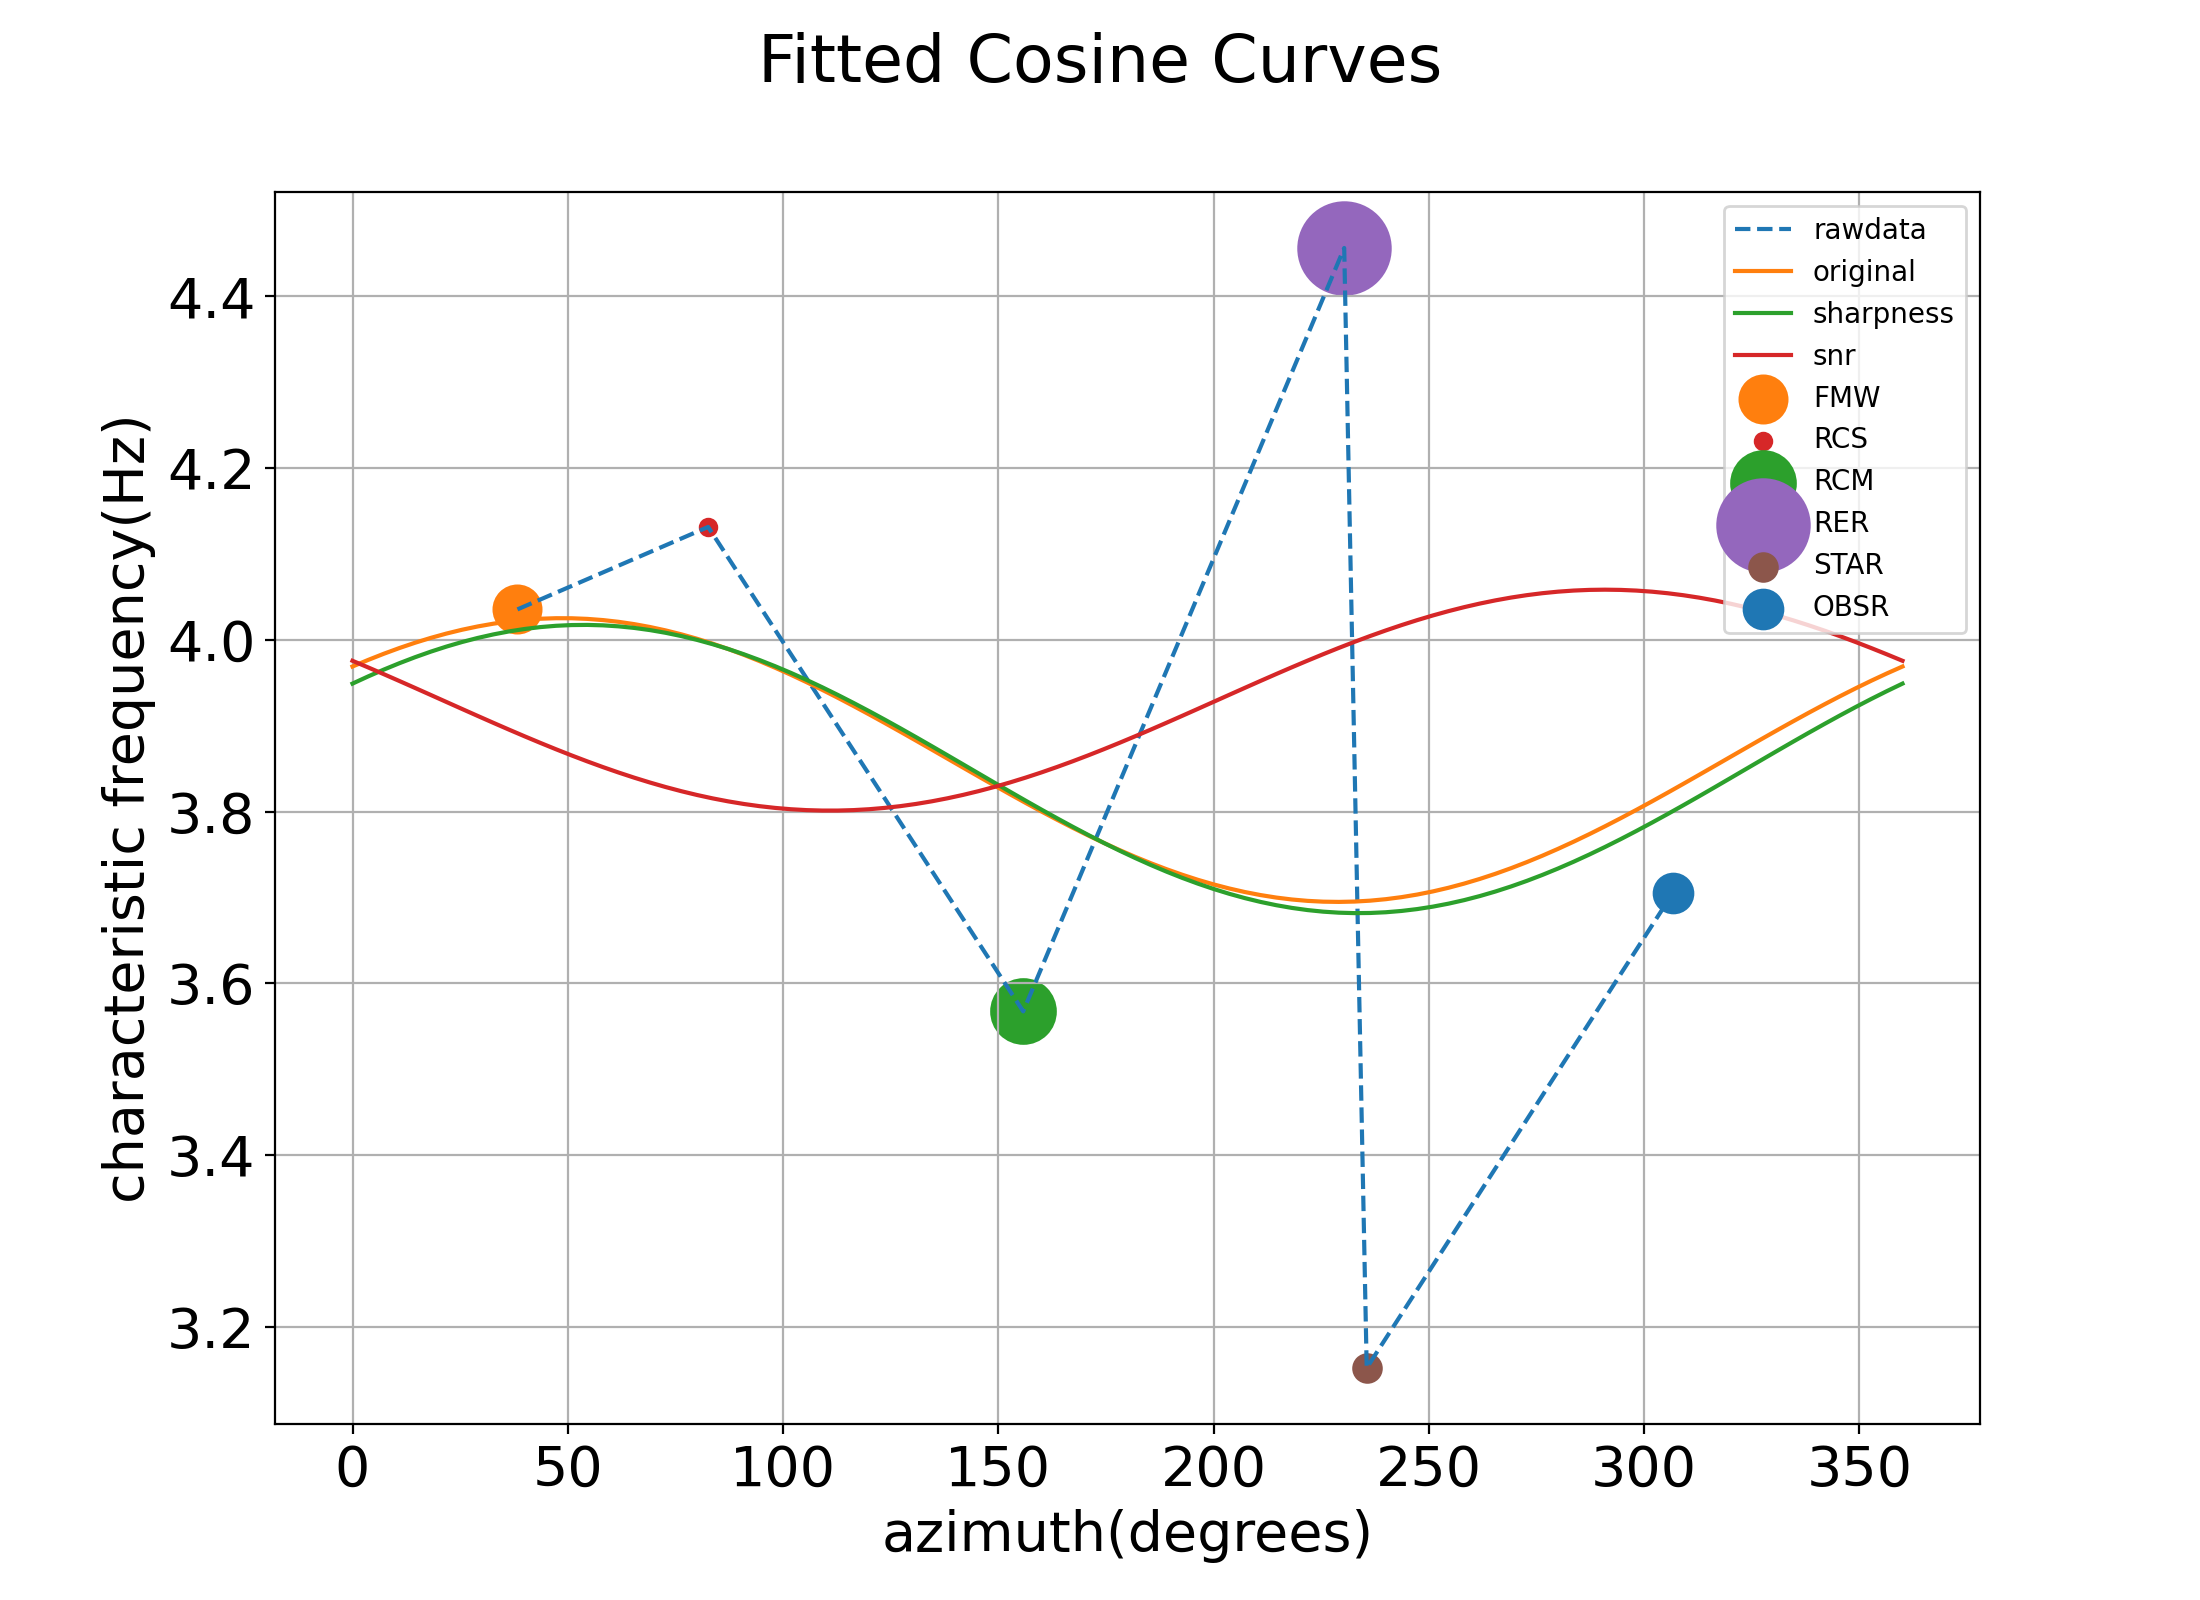 Fitted Cosine Curves
rawdata
original
sharpness
snr
FMW
RCS
RCM
RER
STAR
OBSR
characteristic frequency(Hz)
4.4
4.2
4.0
3.8
3.6
3.4
3.2
0 50 100 150 200 250 300 350
azimuth(degrees)